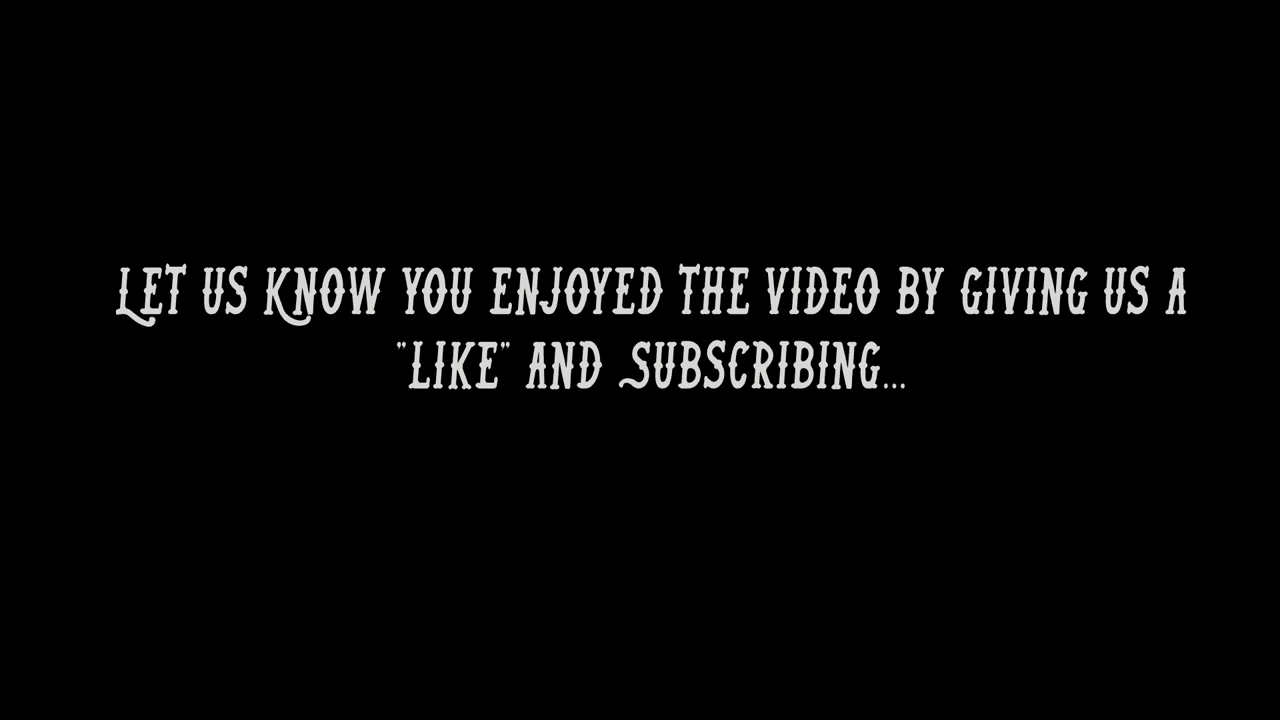 Let us Know you enjoyed The video by giving us a
"Like" and Subscribing...